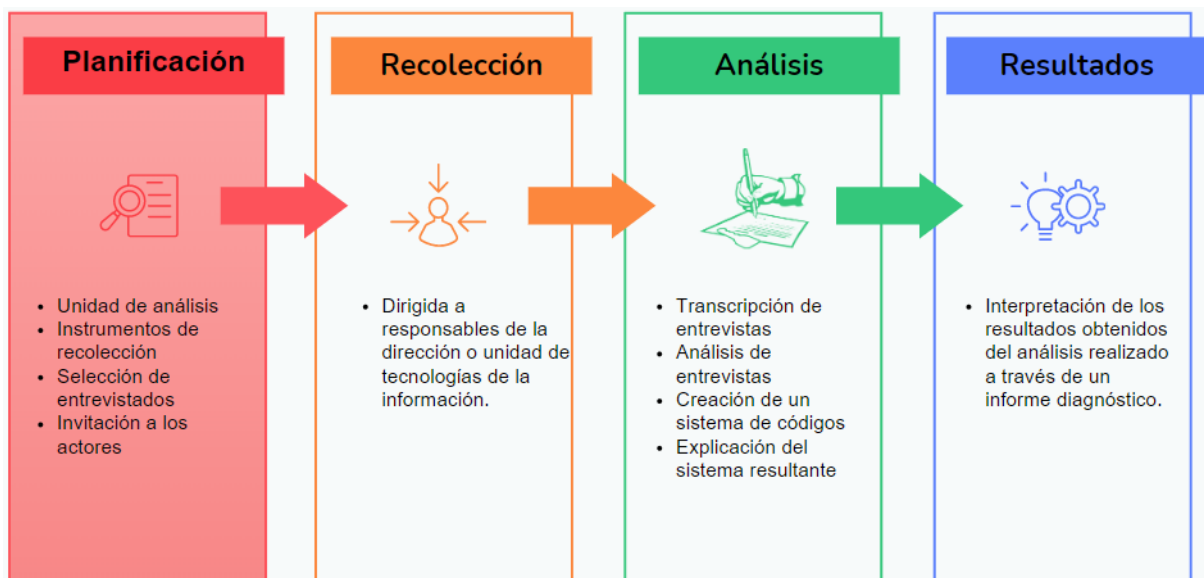 Planificación
Recolección
Análisis
Resultados
• Unidad de análisis
• Instrumentos de
recolección
• Selección de
entrevistados
• Invitación a los
actores
• Dirigida a
responsables de la
dirección o unidad de
tecnologías de la
información.
• Transcripción de
entrevistas
• Análisis de
entrevistas
• Creación de un
sistema de códigos
• Explicación del
sistema resultante
• Interpretación de los
resultados obtenidos
del análisis realizado
a través de un
informe diagnóstico.